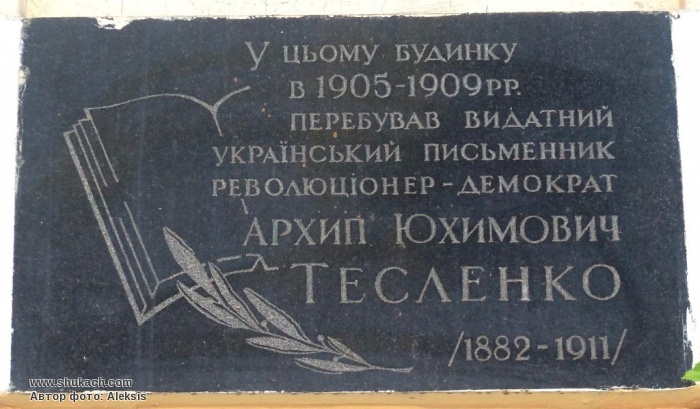 У цьому будинку
в 1905-1909 рр.
перебував видатний
український письменник
революціонер-демократ
Архип Юхимович
Тесленко
/1882-1911/
www.shukach.com
Автор фото: Aleksis